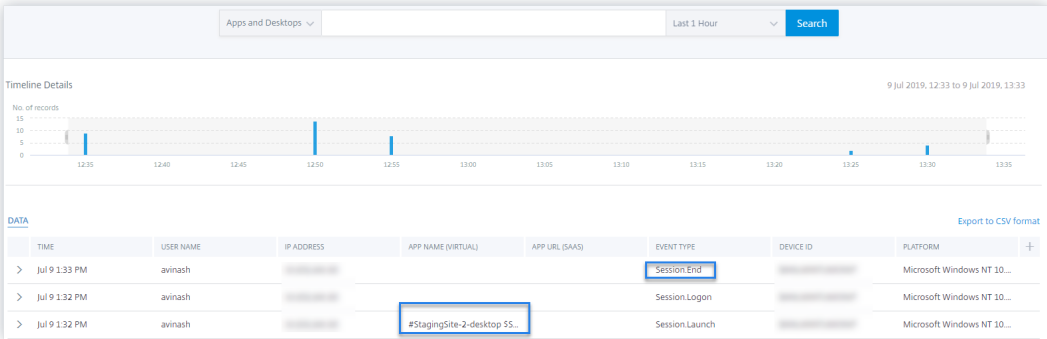 Apps and Desktops Last 1 Hour Search
Timeline Details 9 Jul 2019, 12:33 to 9 Jul 2019, 13:33
No. of records
15
10
5
0
12:35 12:40 12:45 12:50 12:55 13:00 13:05 13:10 13:15 13:20 13:25 13:30 13:35
DATA Export to CSV format
TIME USER NAME IP ADDRESS APP NAME (VIRTUAL) APP URL (SAAS) EVENT TYPE DEVICE ID PLATFORM +
> Jul 9 1:33 PM avinash Session.End Microsoft Windows NT 10....
> Jul 9 1:32 PM avinash Session.Logon Microsoft Windows NT 10....
> Jul 9 1:32 PM avinash #StagingSite-2-desktop $S... Session.Launch Microsoft Windows NT 10....